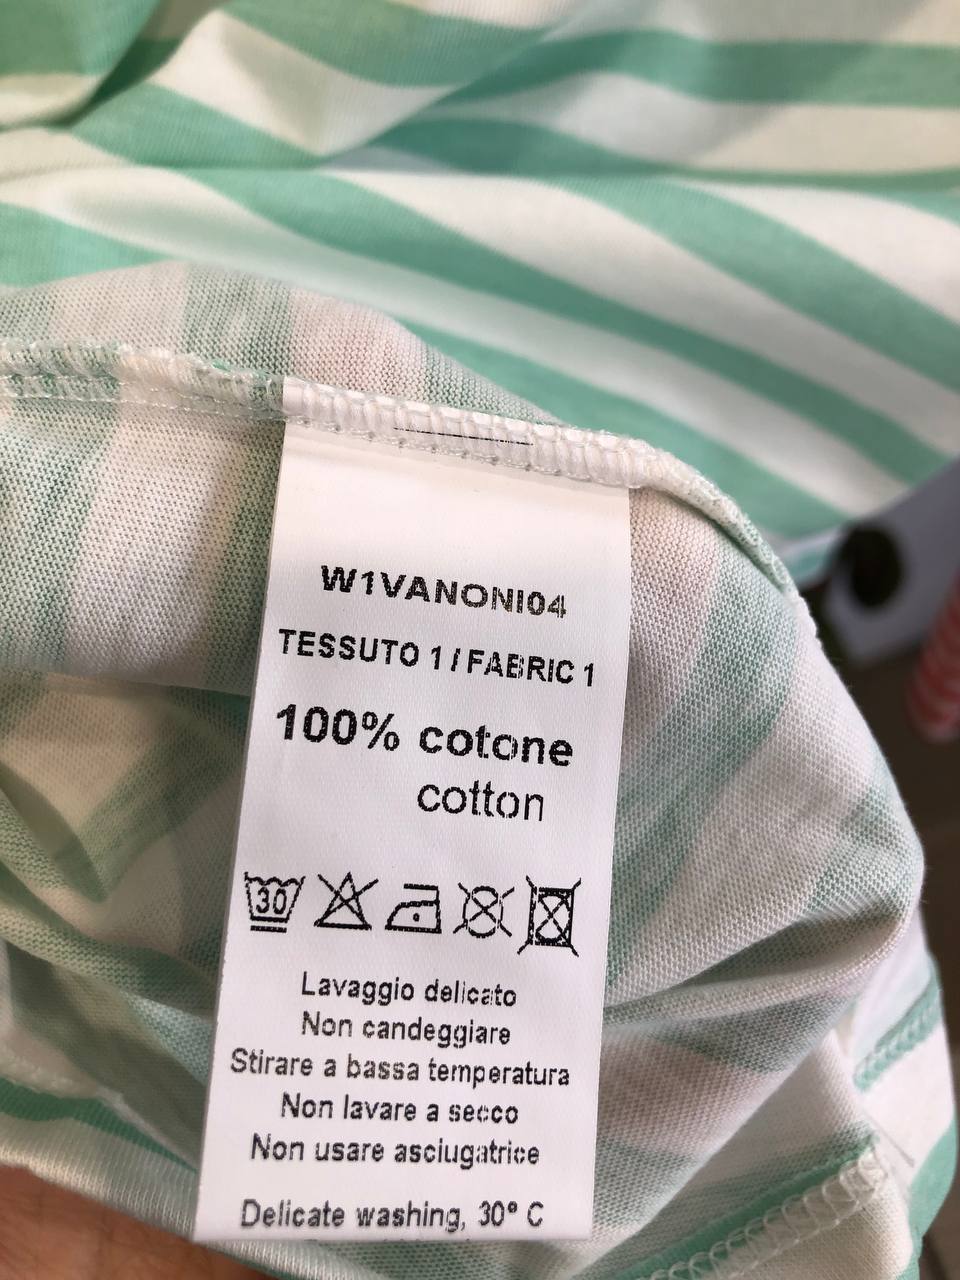 W1VANONI04
TESSUTO 1 / FABRIC 1
100% cotone
cotton
30
Lavaggio delicato
Non candeggiare
Stirare a bassa temperatura
Non lavare a secco
Non usare asciugatrice
Delicate washing, 30° C